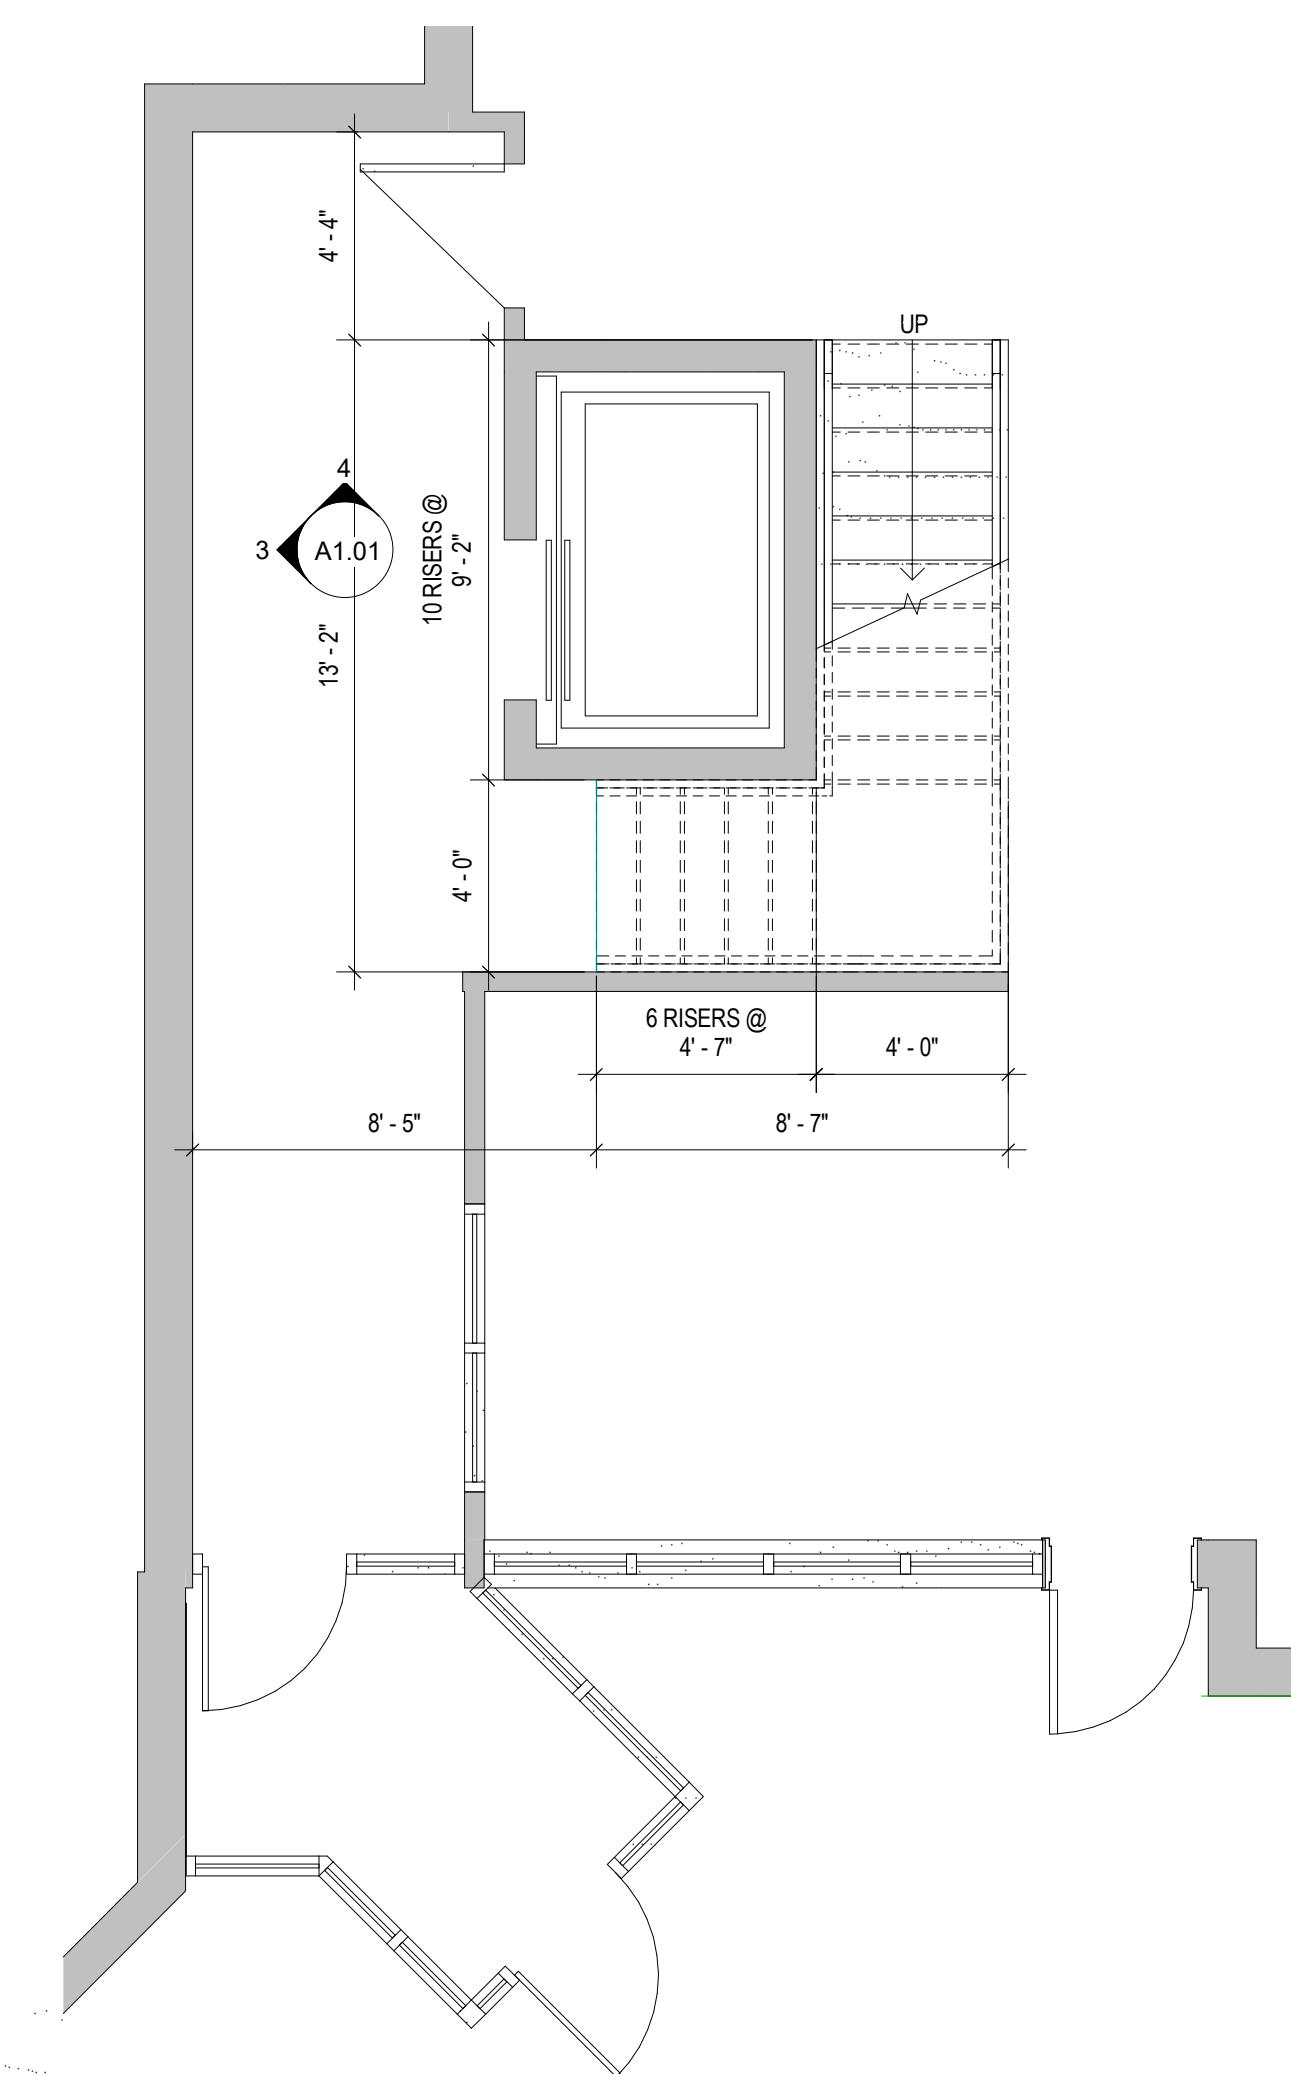 4' - 4"
UP
4
3
A1.01
10 RISERS @
9' - 2"
13' - 2"
4' - 0"
6 RISERS @
4' - 7"
4' - 0"
8' - 5"
8' - 7"